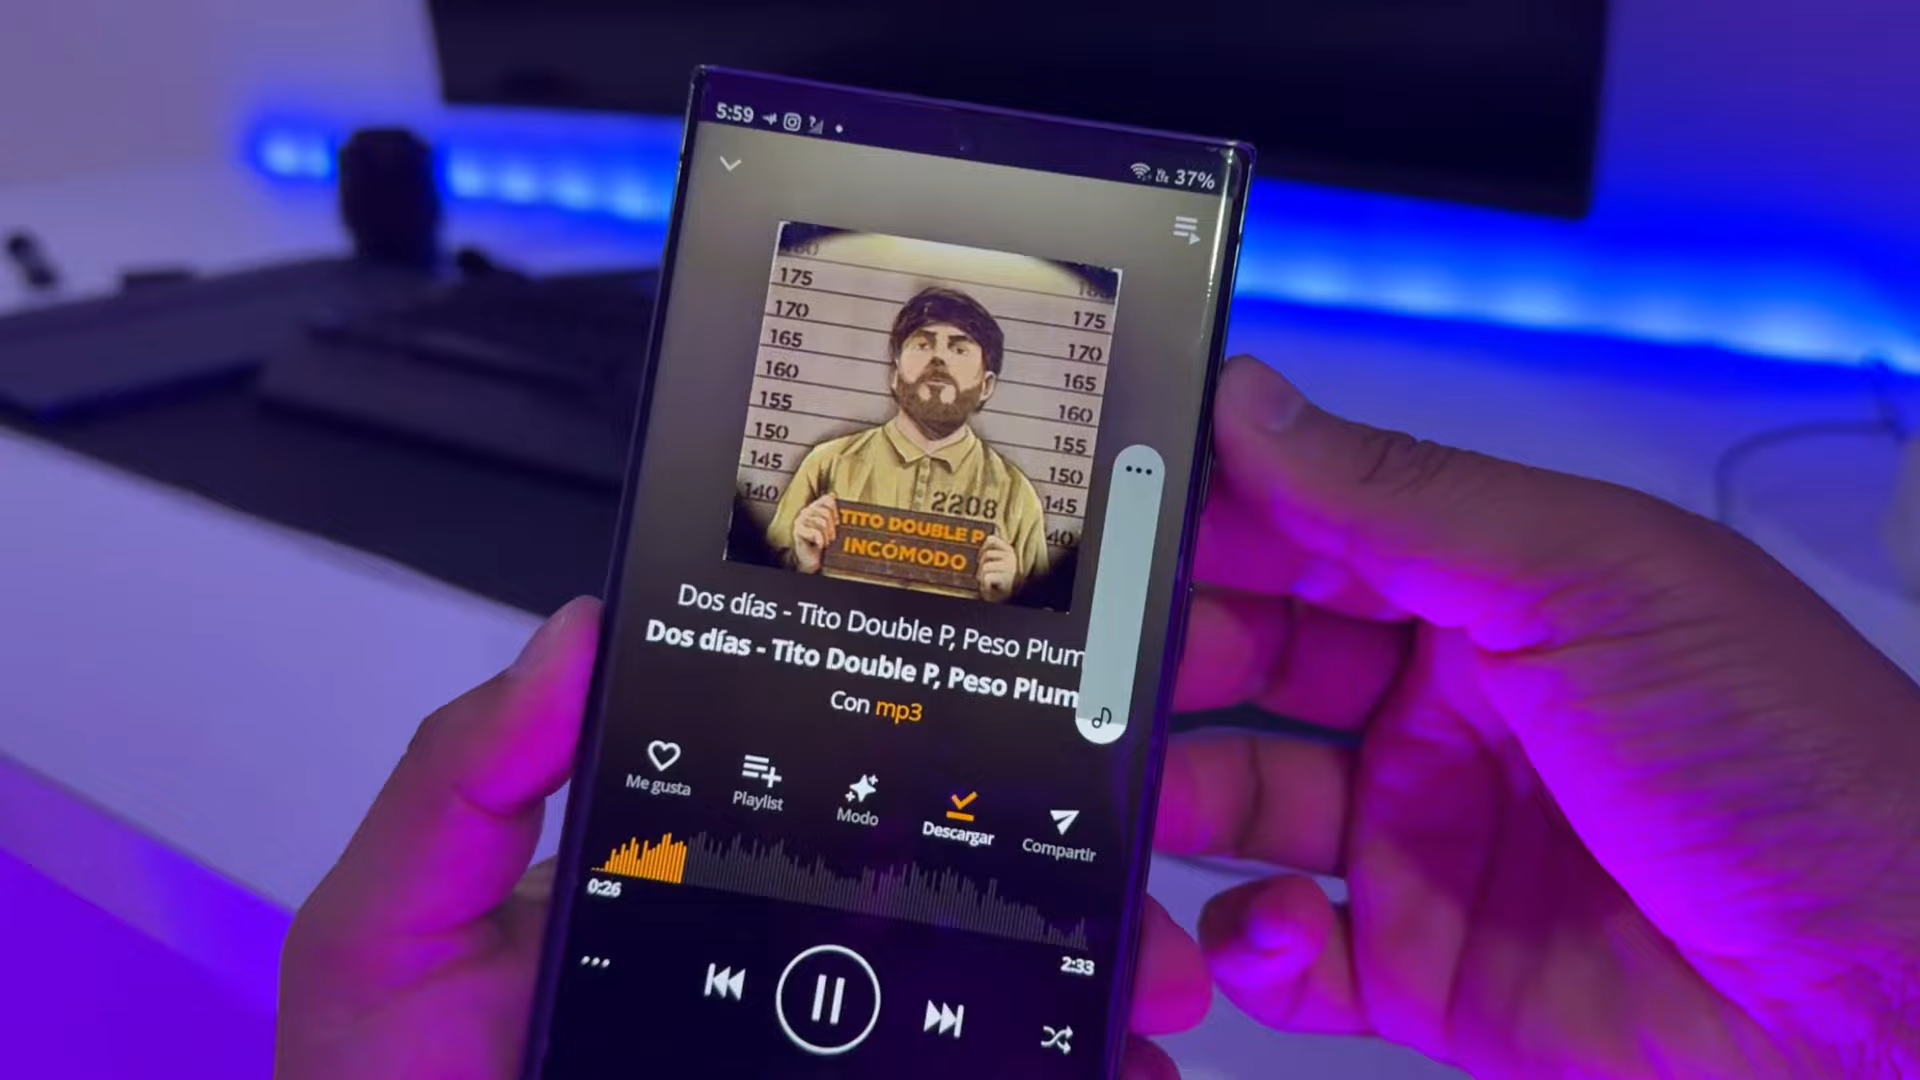 5:59
37%
175
170
165
160
155
150
145
140
175
170
165
160
155
150
145
40
2208
TITO DOUBLE P
INCÓMODO
Dos días - Tito Double P, Peso Plum
Dos días - Tito Double P, Peso Plum
Con mp3
Me gusta
Playlist
Modo
Descargar
Compartir
0:26
2:33